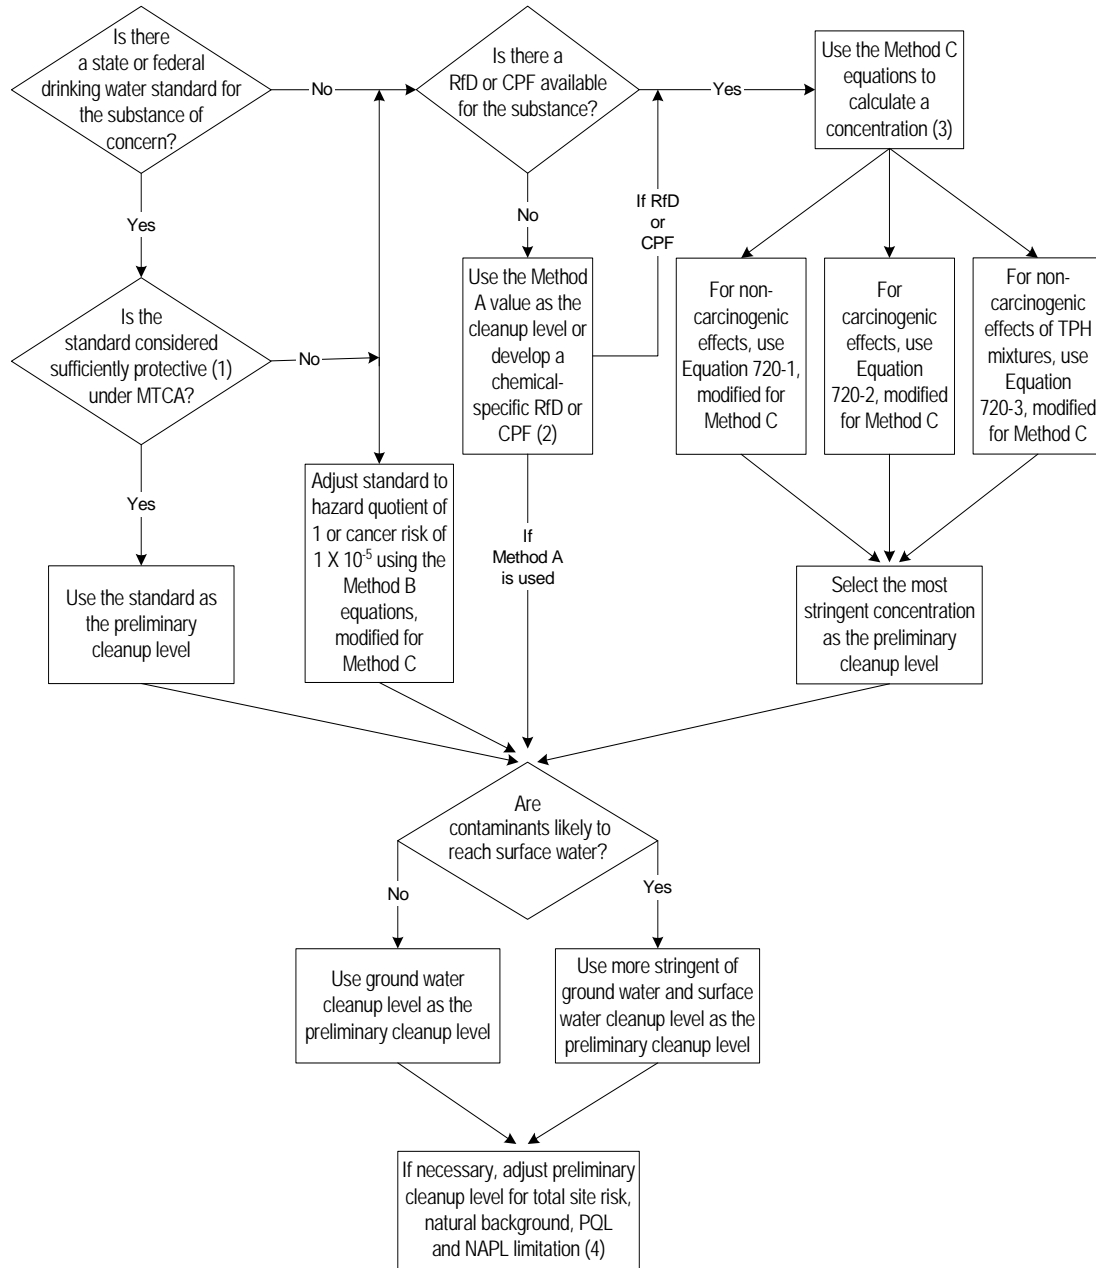 Is there
a state or federal
drinking water standard for
the substance of
concern?
No
Is there a
RfD or CPF available
for the substance?
Yes
Use the Method C
equations to
calculate a
concentration (3)
Yes
No
If RfD
or
CPF
Is the
standard considered
sufficiently protective (1)
under MTCA?
No
Use the Method
A value as the
cleanup level or
develop a
chemical-
specific RfD or
CPF (2)
For non-
carcinogenic
effects, use
Equation 720-1,
modified for
Method C
For
carcinogenic
effects, use
Equation
720-2, modified
for Method C
For non-
carcinogenic
effects of TPH
mixtures, use
Equation
720-3, modified
for Method C
Yes
Adjust standard to
hazard quotient of
1 or cancer risk of
1 X 10-5 using the
Method B
equations,
modified for
Method C
If
Method A
is used
Use the standard as
the preliminary
cleanup level
Select the most
stringent concentration
as the preliminary
cleanup level
Are
contaminants likely to
reach surface water?
No
Yes
Use ground water
cleanup level as the
preliminary cleanup level
Use more stringent of
ground water and surface
water cleanup level as the
preliminary cleanup level
If necessary, adjust preliminary
cleanup level for total site risk,
natural background, PQL
and NAPL limitation (4)